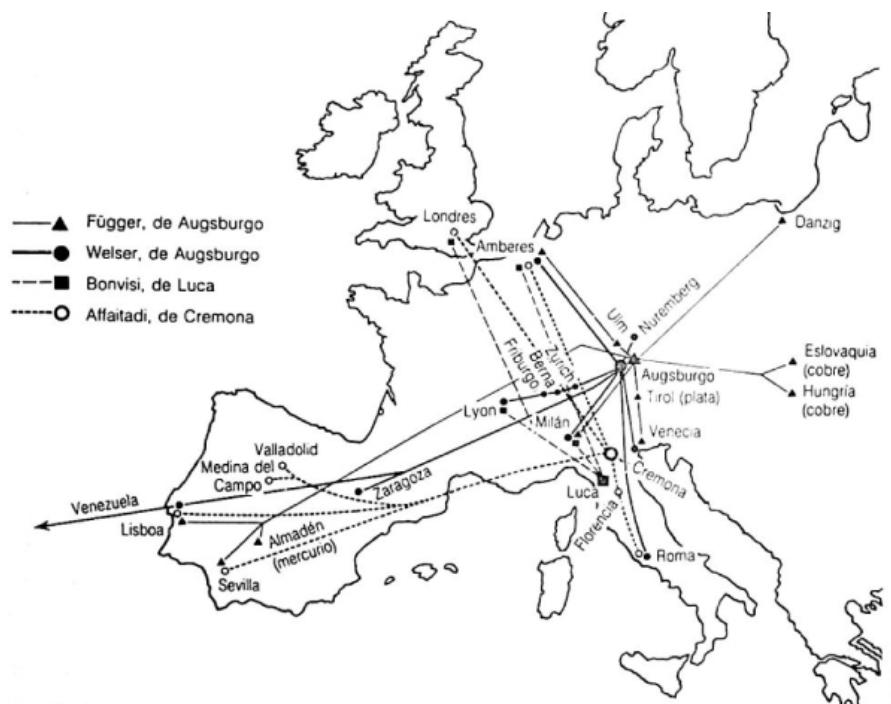 Fúgger, de Augsburgo
Welser, de Augsburgo
Bonvisi, de Luca
Affaitadi, de Cremona
Londres
Amberes
Danzig
Ulm
Nuremberg
Friburgo
Berna
Zurich
Augsburgo
Tirol (plata)
Eslovaquia
(cobre)
Hungría
(cobre)
Lyon
Milán
Venecia
Cremona
Luca
Florencia
Roma
Valladolid
Medina del
Campo
Zaragoza
Venezuela
Lisboa
Almadén
(mercurio)
Sevilla